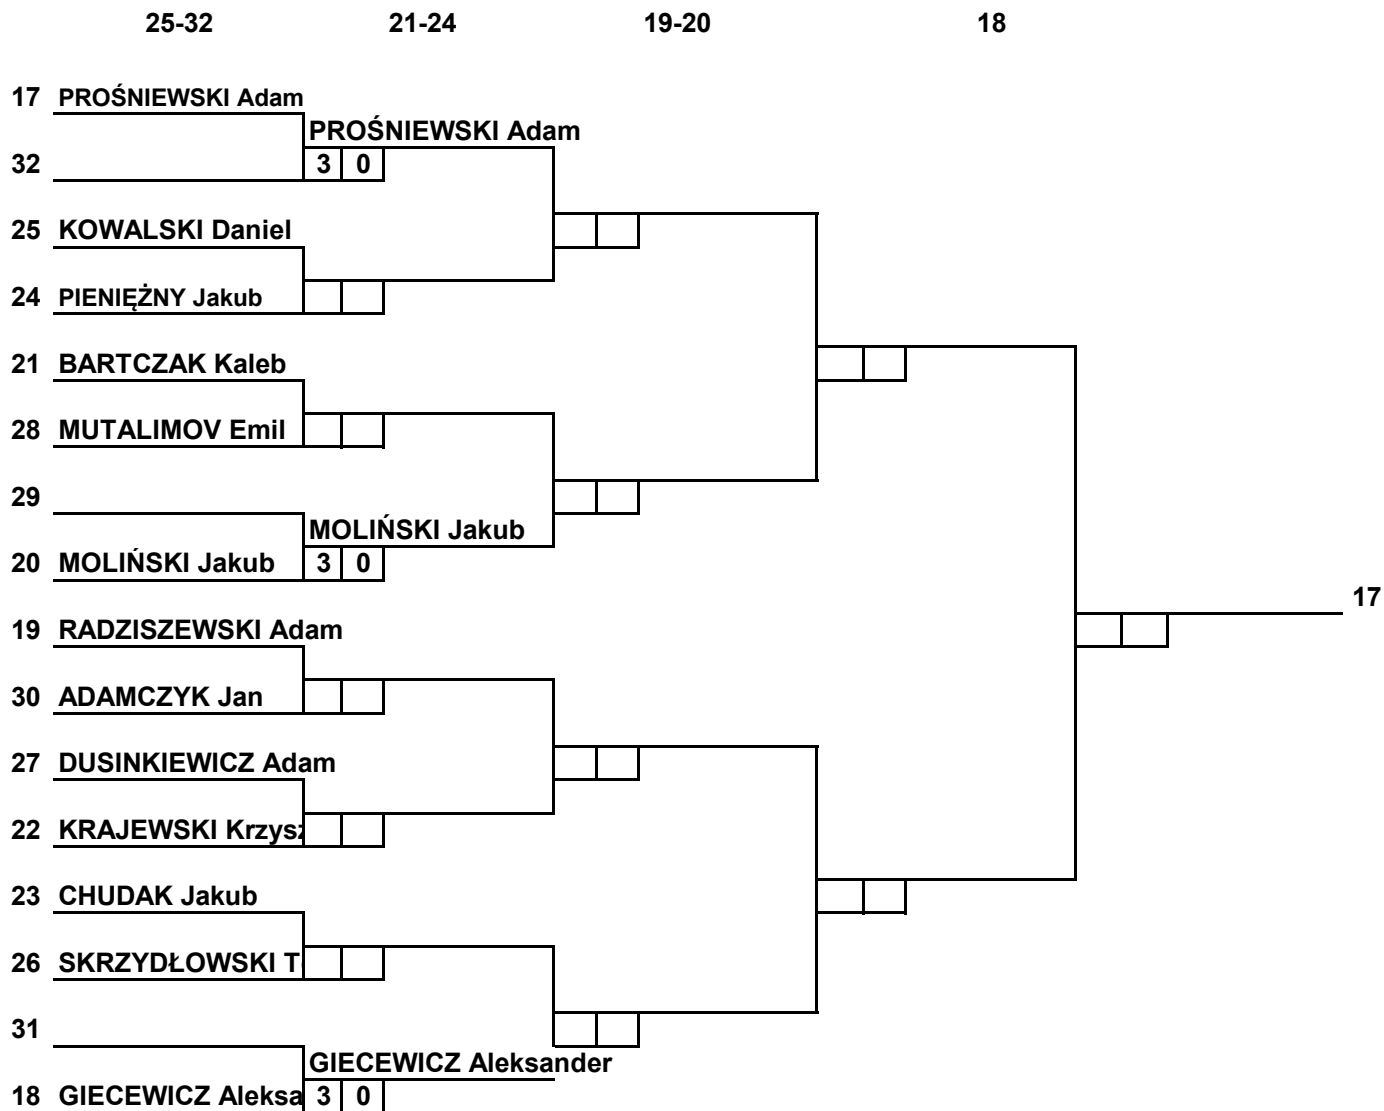 25-32 21-24 19-20 18
17 PROŚNIEWSKI Adam
PROŚNIEWSKI Adam
32 3 0
25 KOWALSKI Daniel
24 PIENIĘŻNY Jakub
21 BARTCZAK Kaleb
28 MUTALIMOV Emil
29
MOLIŃSKI Jakub
20 MOLIŃSKI Jakub 3 0
17
19 RADZISZEWSKI Adam
30 ADAMCZYK Jan
27 DUSINKIEWICZ Adam
22 KRAJEWSKI Krzysz
23 CHUDAK Jakub
26 SKRZYDŁOWSKI T
31
GIECEWICZ Aleksander
18 GIECEWICZ Aleksa 3 0